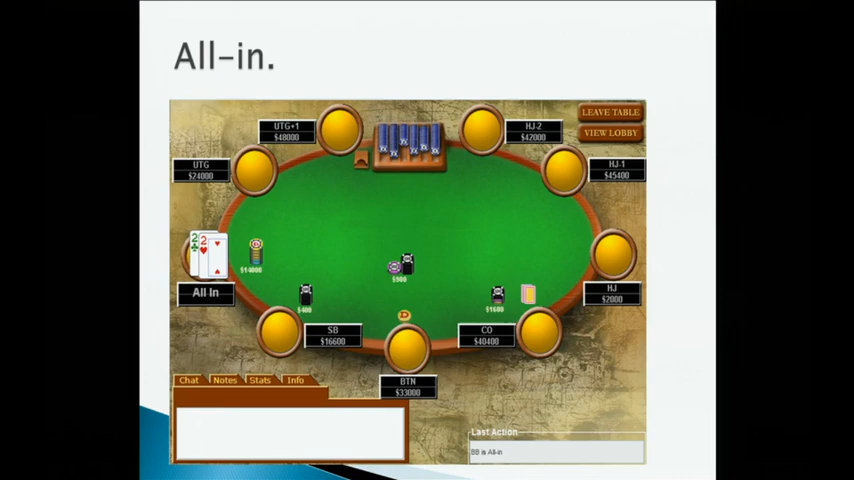 All-in.
LEAVE TABLE
VIEW LOBBY
UTG+1
$48000
HJ-2
$42000
UTG
$24000
HJ-1
$45400
2
2
$14000
$900
All In
$400
$1600
HJ
$2000
D
SB
$16600
CO
$40400
BTN
$33000
Chat
Notes
Stats
Info
Last Action
BB is All-in